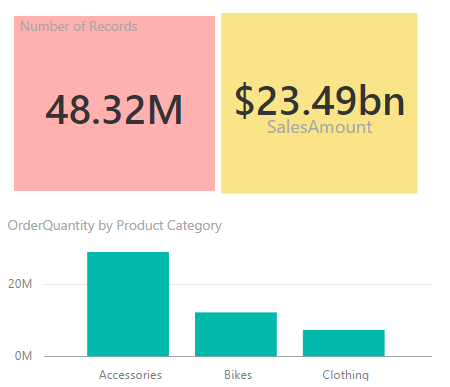 Number of Records
48.32M
$23.49bn
SalesAmount
OrderQuantity by Product Category
20M
0M
Accessories Bikes Clothing